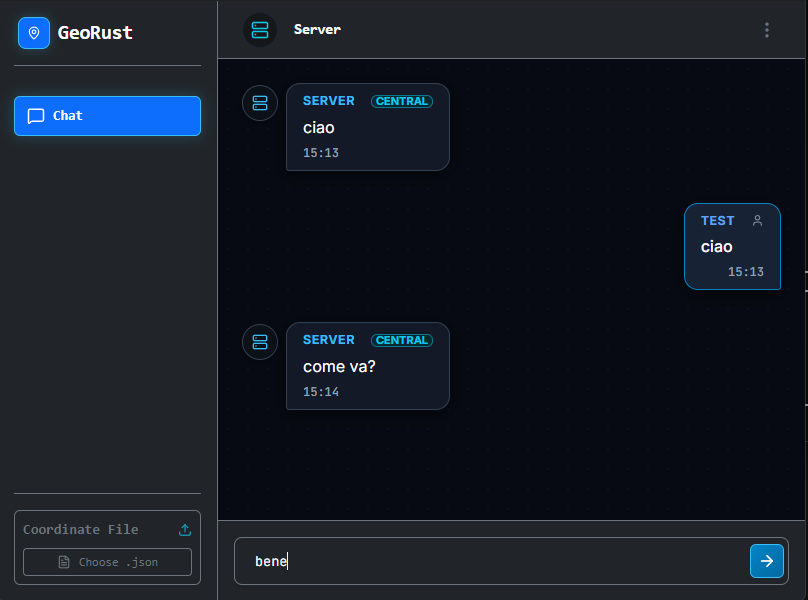 GeoRust
Server
Chat
SERVER CENTRAL
ciao
15:13
TEST
ciao
15:13
SERVER CENTRAL
come va?
15:14
Coordinate File
Choose .json
bene